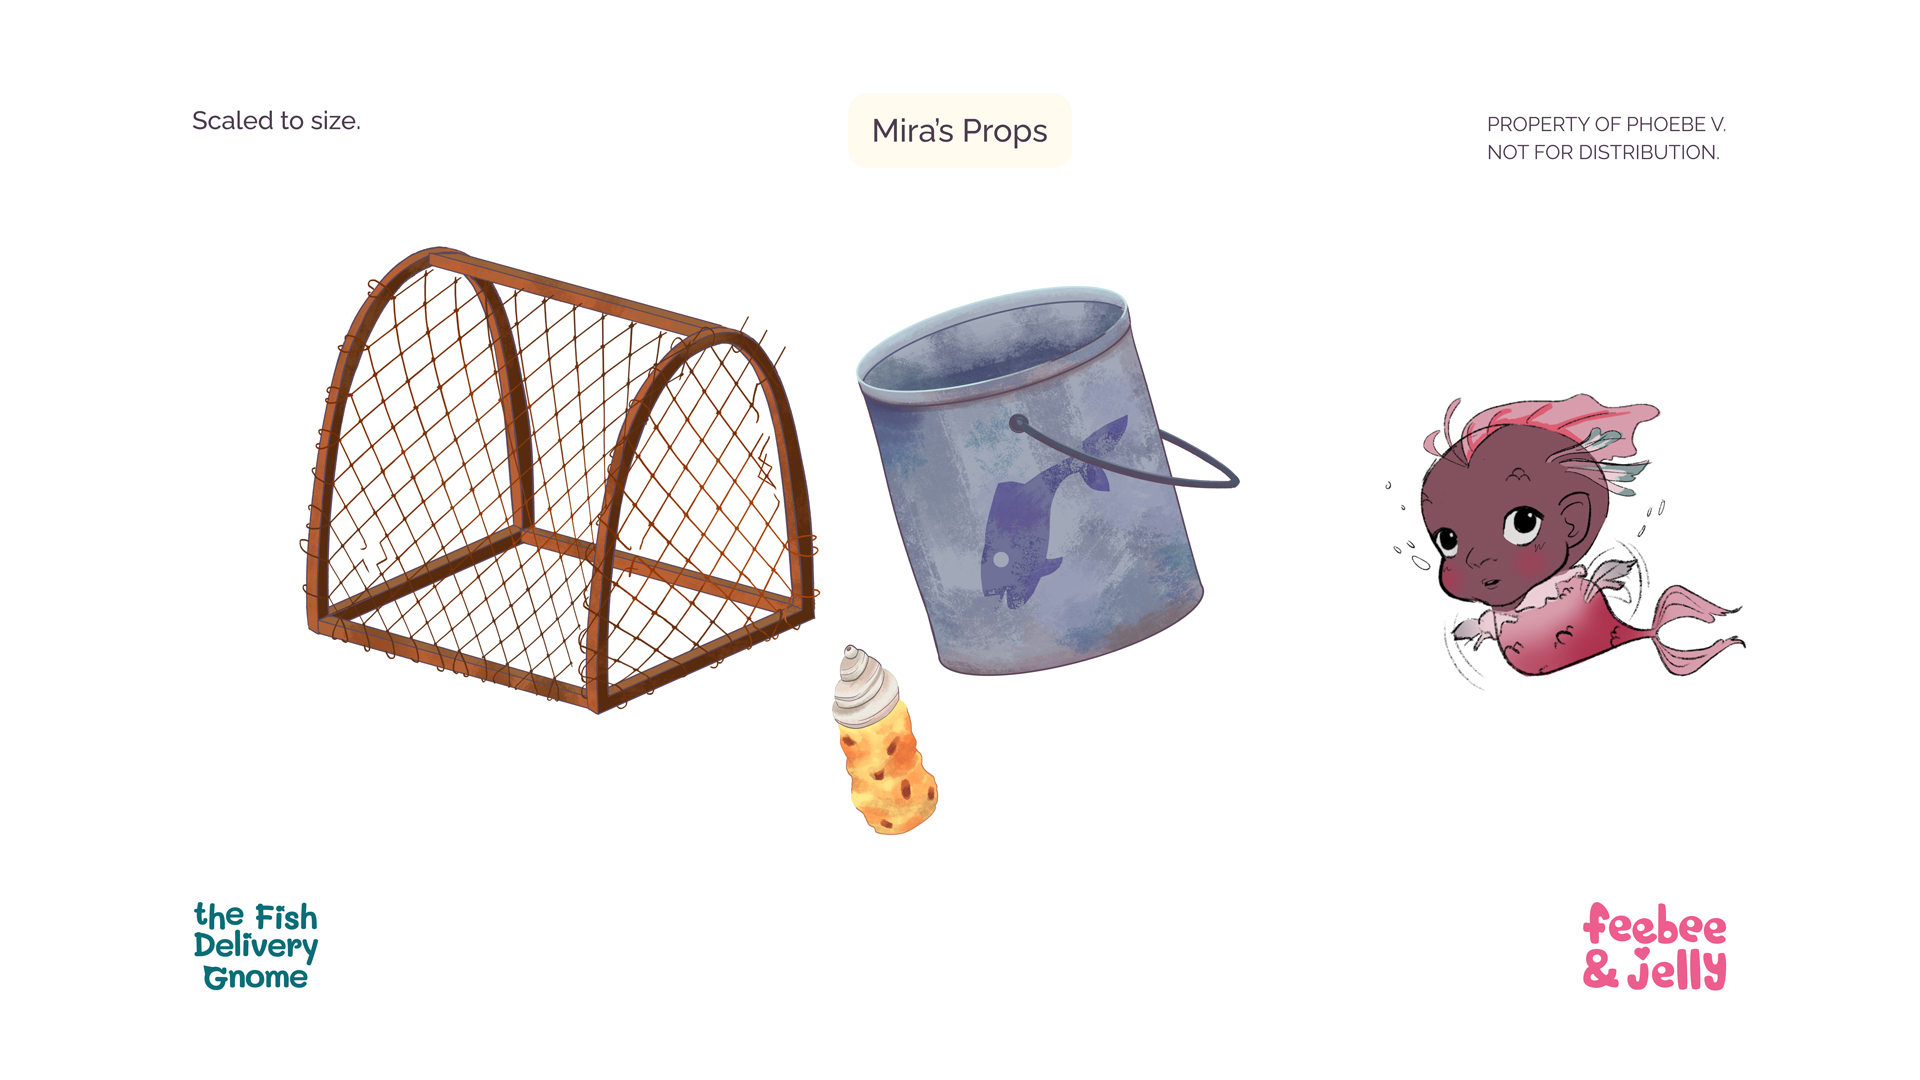 Scaled to size.
Mira's Props
PROPERTY OF PHOEBE V.
NOT FOR DISTRIBUTION.
the Fish
Delivery
Gnome
feebee
& jelly